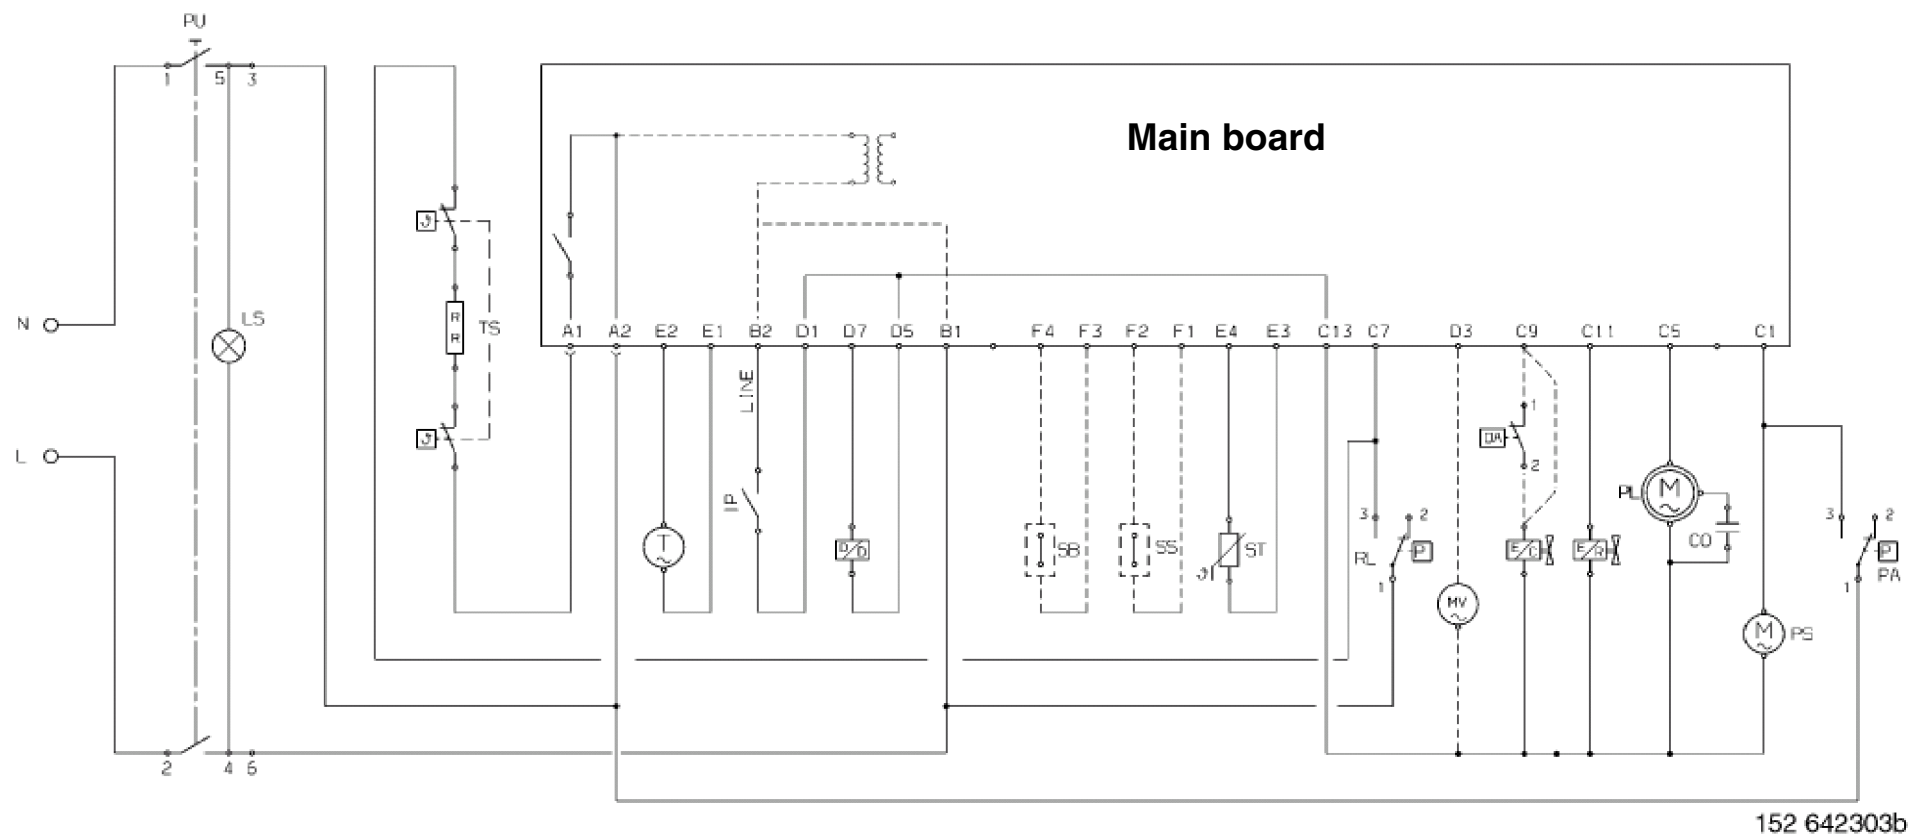 PU
1 5 3
Main board
N
LS
ϑ
R
R
TS
A1 A2 E2 E1 B2 D1 D7 D5 B1 F4 F3 F2 F1 E4 E3 C13 C7 D3 C9 C11 C5 C1
LINE
L
ϑ
1
DA
2
IP
PL
M
3 2
CO
3 2
T
D/D
SB
SS
ST
ϑ
RL
P
E/C
E/R
P
PA
1
1
MV
M
PS
2 4 6
152 642303b